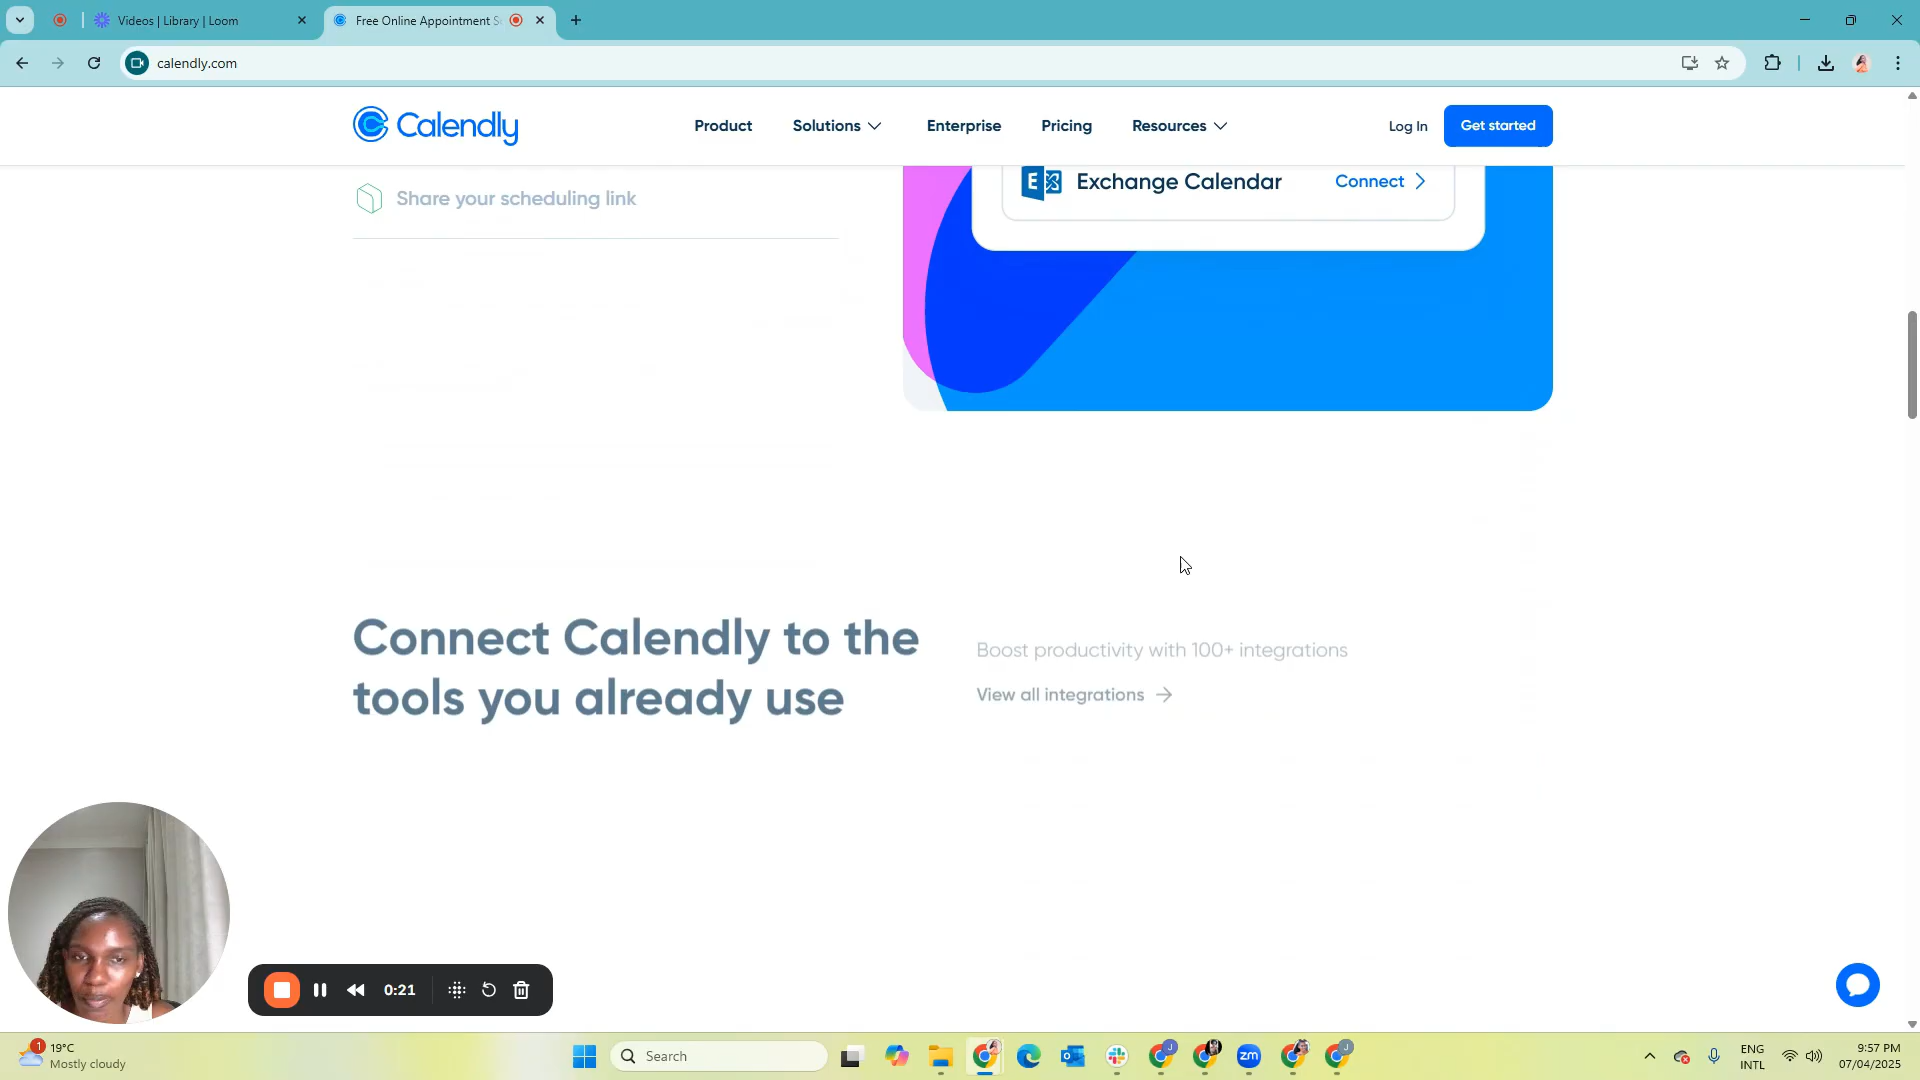 Videos | Library | Loom
Free Online Appointment S
calendly.com
Calendly
Product
Solutions
Enterprise
Pricing
Resources
Log In
Get started
Share your scheduling link
E
Exchange Calendar
Connect
Connect Calendly to the
tools you already use
Boost productivity with 100+ integrations
View all integrations
0:21
1
19°C
Mostly cloudy
Search
J
zm
J
ENG
INTL
9:57 PM
07/04/2025